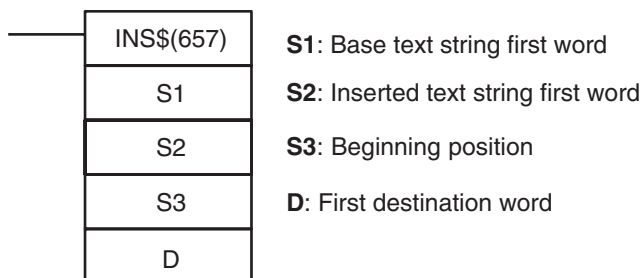 INS$(657)
S1
S2
S3
D
S1: Base text string first word
S2: Inserted text string first word
S3: Beginning position
D: First destination word